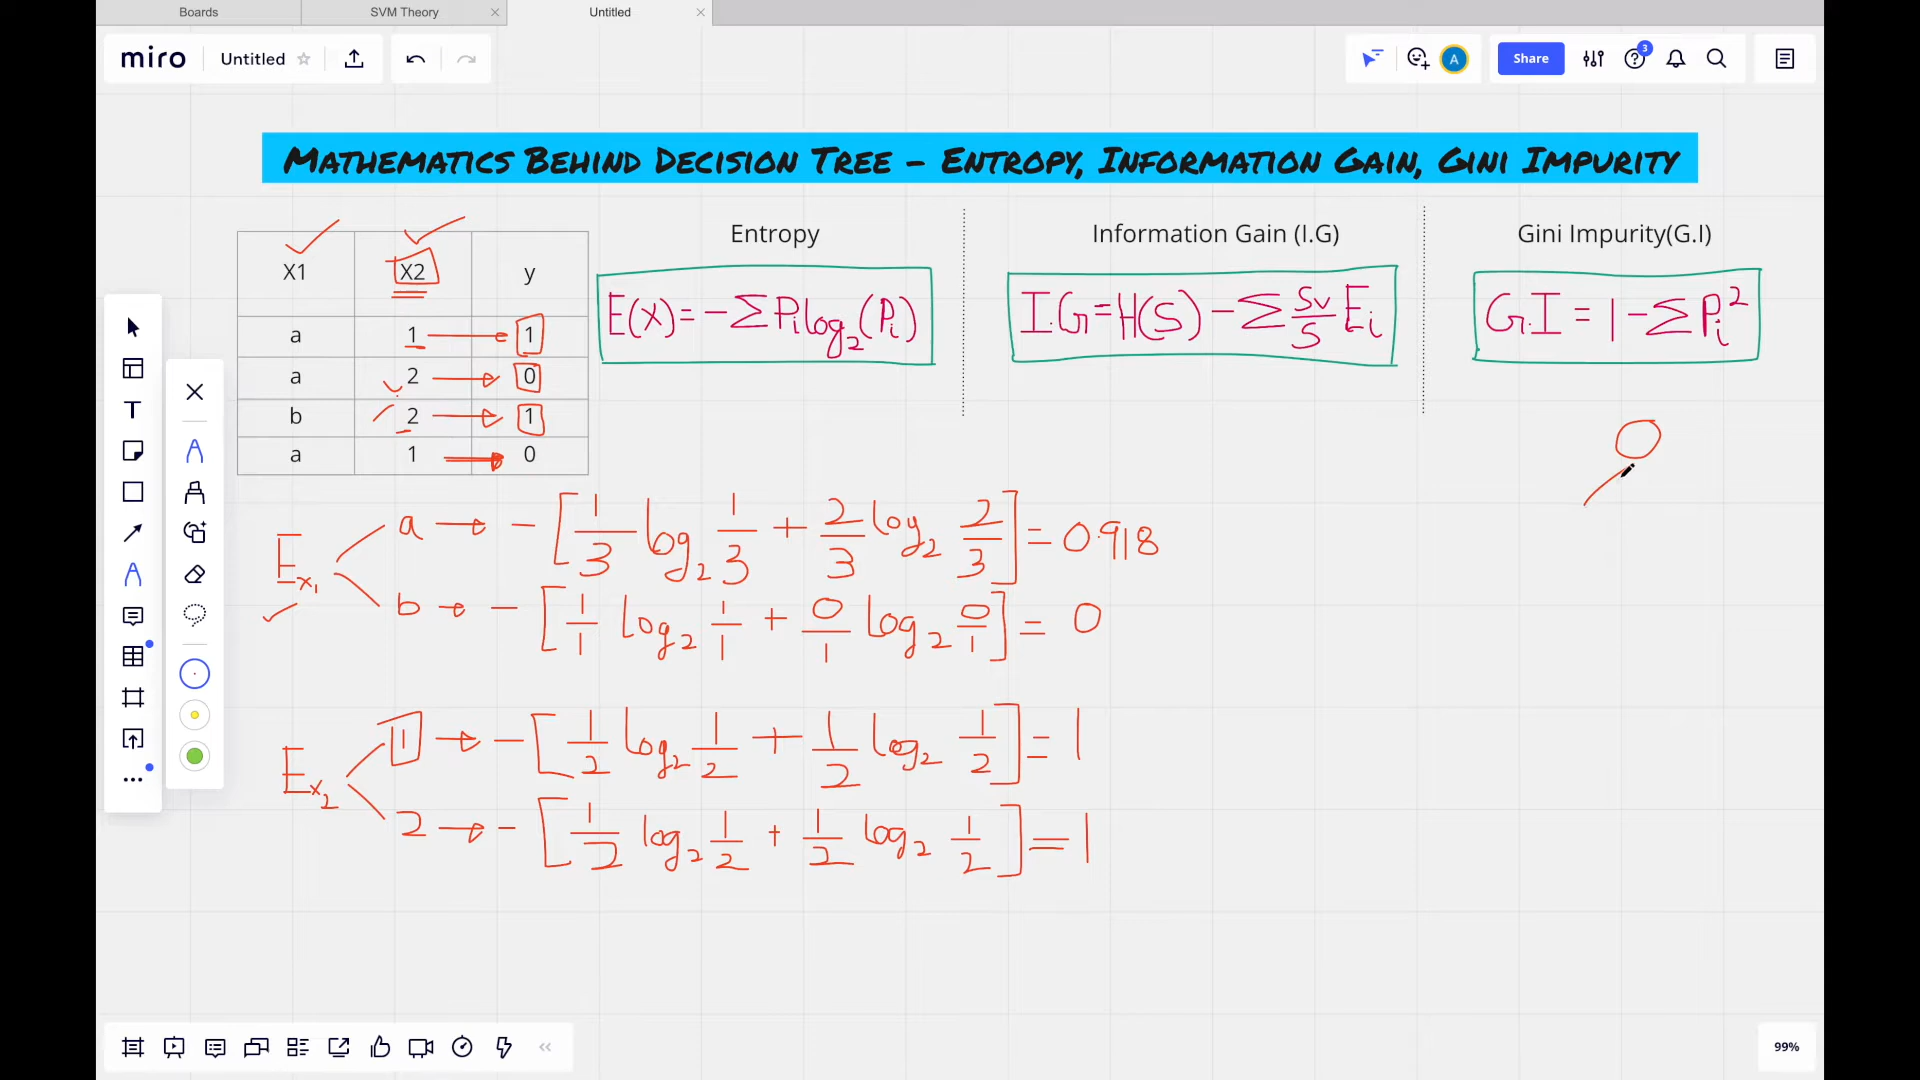 Boards SVM Theory Untitled
miro Untitled A Share 3
MATHEMATICS BEHIND DECISION TREE - ENTROPY, INFORMATION GAIN, GINI IMPURITY
Entropy Information Gain (I.G) Gini Impurity(G.I)
E(X)=-ΣPilog₂(Pi) I.G=H(S)-Σ Sv/S Ei G.I=1-ΣPi²
X1 X2 y
a 1 1
a 2 0
b 2 1
a 1 0
Ex₁
a → -[1/3 log₂ 1/3 + 2/3 log₂ 2/3] = 0.918
b → -[1/1 log₂ 1/1 + 0/1 log₂ 0/1] = 0
Ex₂
1 → -[1/2 log₂ 1/2 + 1/2 log₂ 1/2] = 1
2 → -[1/2 log₂ 1/2 + 1/2 log₂ 1/2] = 1
99%